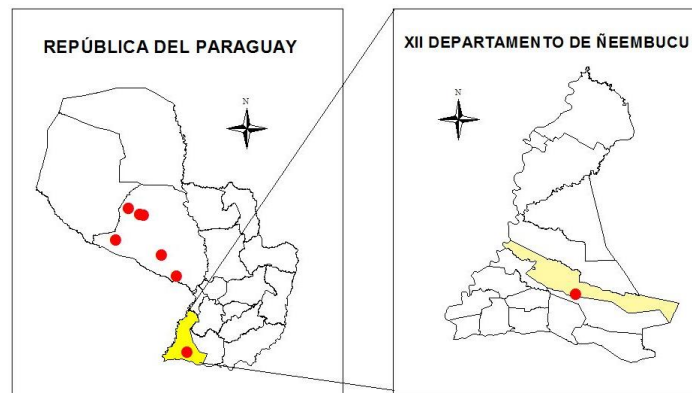 REPÚBLICA DEL PARAGUAY
N
XII DEPARTAMENTO DE ÑEEMBUCU
N